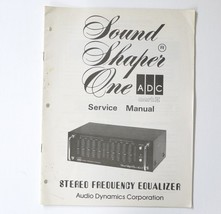 Sound
Shaper ®
One ADC
Service Manual
STEREO FREQUENCY EQUALIZER
Audio Dynamics Corporation